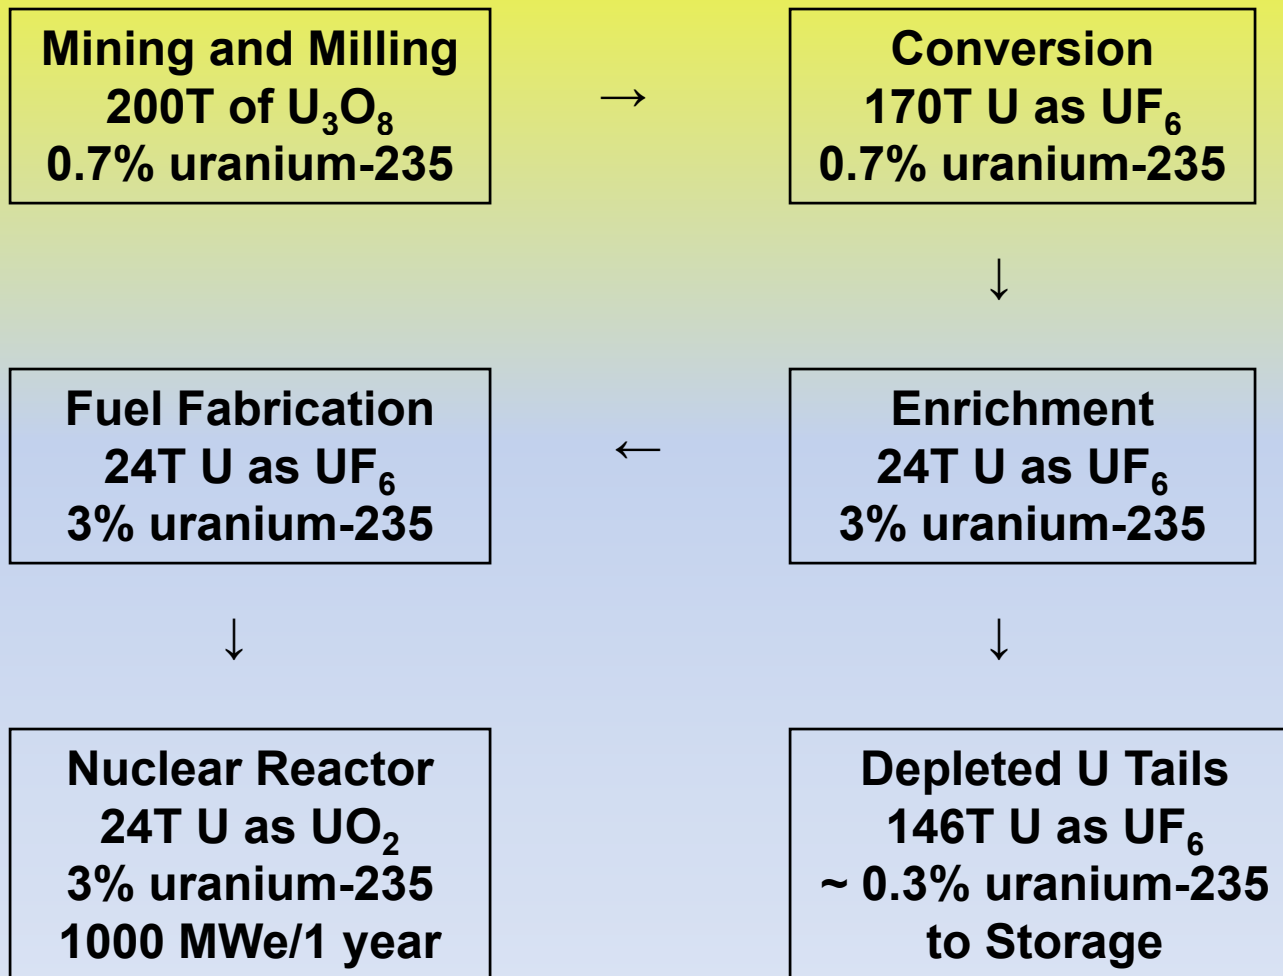 Mining and Milling
200T of U₃O₈
0.7% uranium-235
→
Conversion
170T U as UF₆
0.7% uranium-235
↓
Enrichment
24T U as UF₆
3% uranium-235
←
Fuel Fabrication
24T U as UF₆
3% uranium-235
↓
Nuclear Reactor
24T U as UO₂
3% uranium-235
1000 MWe/1 year
↓
Depleted U Tails
146T U as UF₆
~ 0.3% uranium-235
to Storage